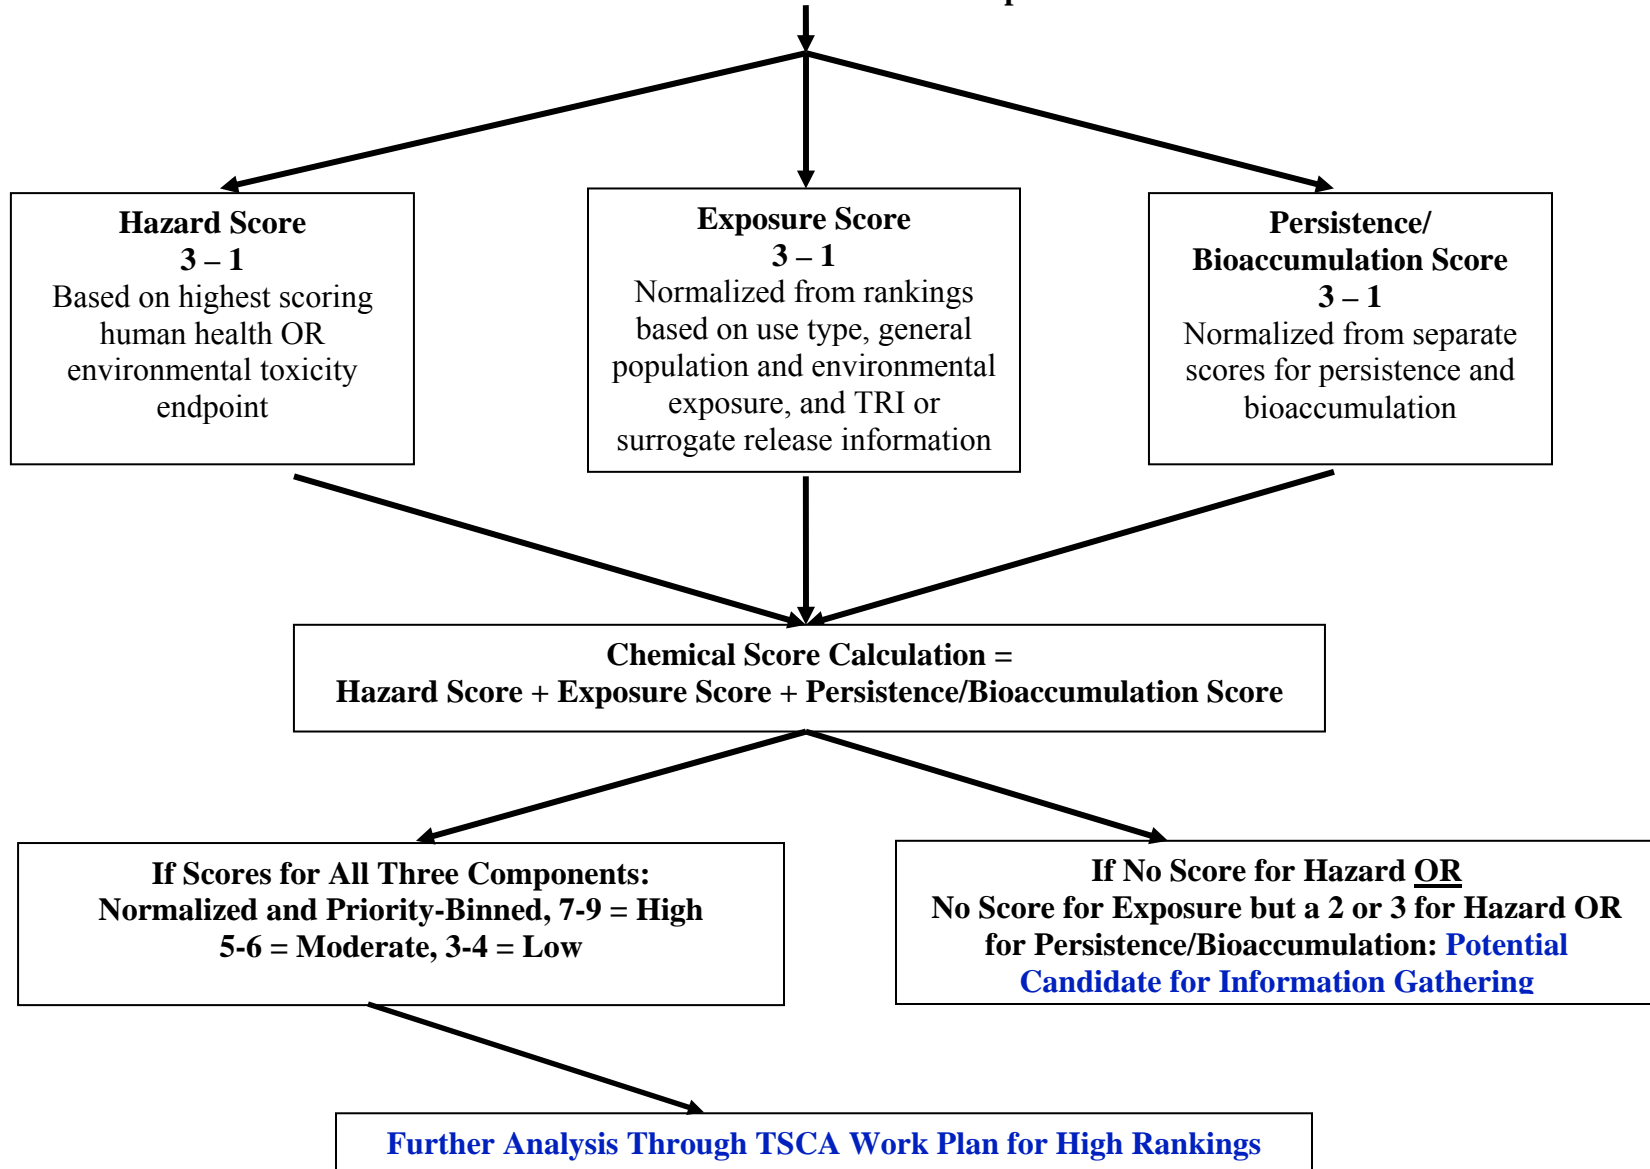 Hazard Score
3 – 1
Based on highest scoring
human health OR
environmental toxicity
endpoint
Exposure Score
3 – 1
Normalized from rankings
based on use type, general
population and environmental
exposure, and TRI or
surrogate release information
Persistence/
Bioaccumulation Score
3 – 1
Normalized from separate
scores for persistence and
bioaccumulation
Chemical Score Calculation =
Hazard Score + Exposure Score + Persistence/Bioaccumulation Score
If Scores for All Three Components:
Normalized and Priority-Binned, 7-9 = High
5-6 = Moderate, 3-4 = Low
If No Score for Hazard OR
No Score for Exposure but a 2 or 3 for Hazard OR
for Persistence/Bioaccumulation: Potential
Candidate for Information Gathering
Further Analysis Through TSCA Work Plan for High Rankings